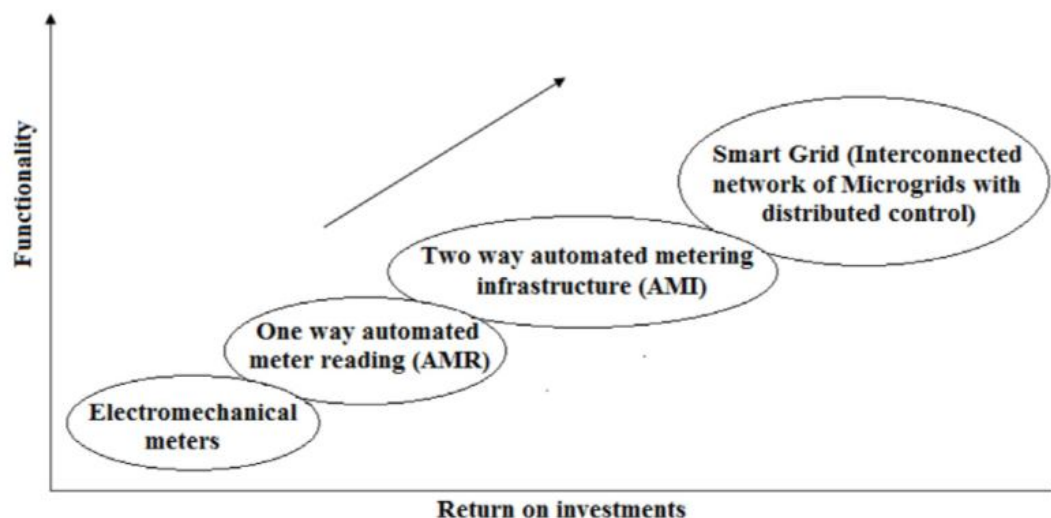 Functionality
Smart Grid (Interconnected
network of Microgrids with
distributed control)
Two way automated metering
infrastructure (AMI)
One way automated
meter reading (AMR)
Electromechanical
meters
Return on investments